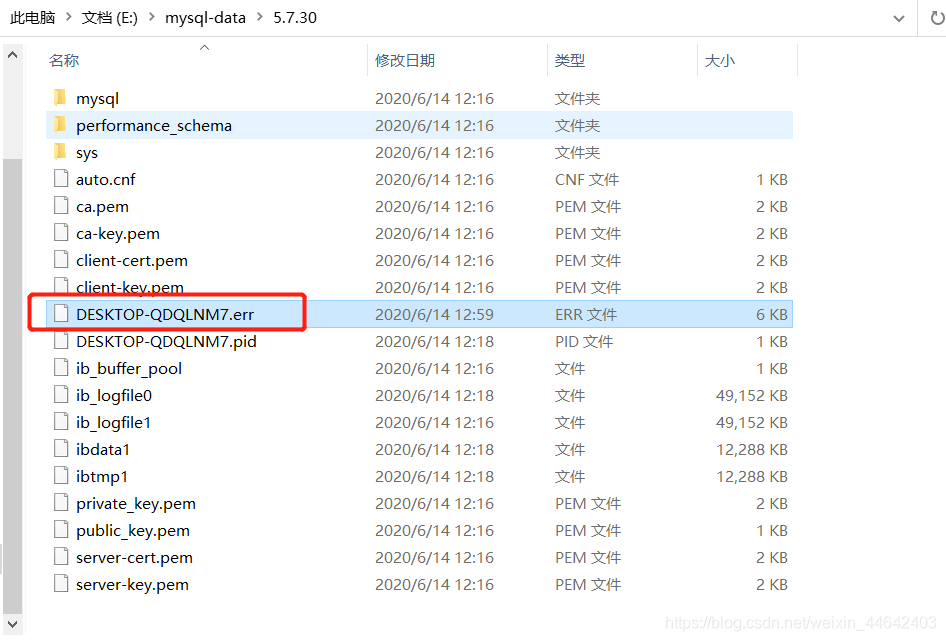 此电脑 > 文档 (E:) > mysql-data > 5.7.30
名称 修改日期 类型 大小
mysql 2020/6/14 12:16 文件夹
performance_schema 2020/6/14 12:16 文件夹
sys 2020/6/14 12:16 文件夹
auto.cnf 2020/6/14 12:16 CNF 文件 1 KB
ca.pem 2020/6/14 12:16 PEM 文件 2 KB
ca-key.pem 2020/6/14 12:16 PEM 文件 2 KB
client-cert.pem 2020/6/14 12:16 PEM 文件 2 KB
client-key.pem 2020/6/14 12:16 PEM 文件 2 KB
DESKTOP-QDQLNM7.err 2020/6/14 12:59 ERR 文件 6 KB
DESKTOP-QDQLNM7.pid 2020/6/14 12:18 PID 文件 1 KB
ib_buffer_pool 2020/6/14 12:16 文件 1 KB
ib_logfile0 2020/6/14 12:18 文件 49,152 KB
ib_logfile1 2020/6/14 12:16 文件 49,152 KB
ibdata1 2020/6/14 12:18 文件 12,288 KB
ibtmp1 2020/6/14 12:18 文件 12,288 KB
private_key.pem 2020/6/14 12:16 PEM 文件 2 KB
public_key.pem 2020/6/14 12:16 PEM 文件 1 KB
server-cert.pem 2020/6/14 12:16 PEM 文件 2 KB
server-key.pem 2020/6/14 12:16 PEM 文件 2 KB
https://blog.csdn.net/weixin_44642403